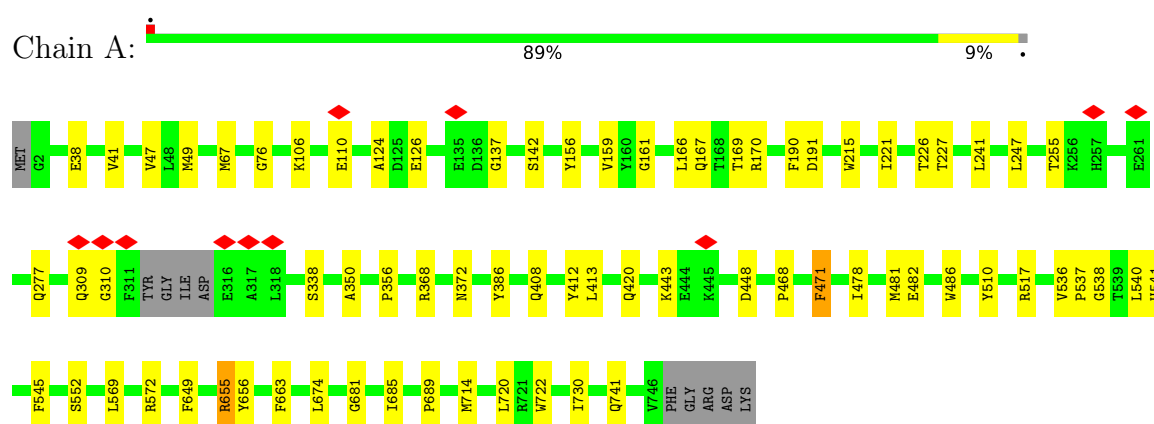 Chain A:
89%
9%
MET G2 E38 V41 V47 L48 M49 M67 G76 K106 E110 A124 D125 E126 E135 D136 G137 S142 Y156 V159 Y160 G161 L166 Q167 T168 T169 R170 F190 D191 W215 I221 T226 T227 L241 L247 T255 K256 H257 E261
Q277 Q309 G310 F311 TYR GLY ILE ASP E316 A317 L318 S338 A350 P356 R368 N372 Y386 Q408 Y412 L413 Q420 K443 E444 K445 D448 P468 F471 I478 M481 E482 W486 Y510 R517 V536 P537 G538 T539 L540 H541
F545 S552 L569 R572 F649 R655 Y656 F663 L674 G681 I685 P689 M714 L720 R721 W722 I730 Q741 V746 PHE GLY ARG ASP LYS